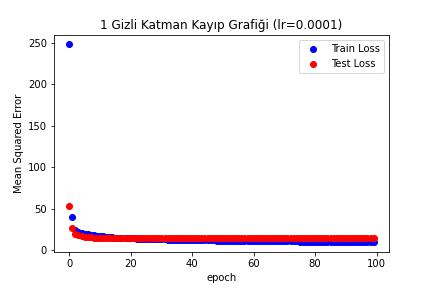 1 Gizli Katman Kayıp Grafiği (lr=0.0001)
250
200
150
100
50
0
Mean Squared Error
Train Loss
Test Loss
0 20 40 60 80 100
epoch